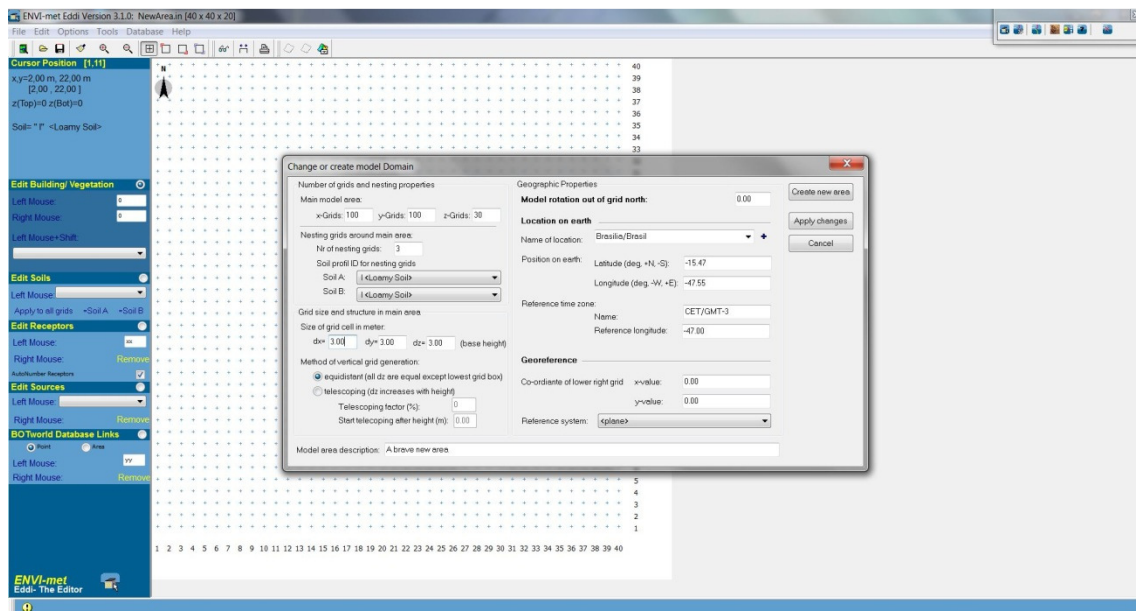 ENVI-met Eddi Version 3.1.0: NewArea.in [40 x 40 x 20]
File Edit Options Tools Database Help
Cursor Position [1,11]
x,y=2,00 m, 22,00 m
[2,00 , 22,00 ]
z(Top)=0 z(Bot)=0
Soil= " l" <Loamy Soil>
Edit Building/ Vegetation
Left Mouse:
Right Mouse:
Left Mouse+Shift:
Edit Soils
Left Mouse:
Apply to all grids •Soil A •Soil B
Edit Receptors
Left Mouse: xx
Right Mouse: Remove
AutoNumber Receptors
Edit Sources
Left Mouse:
Right Mouse: Remove
BOTworld Database Links
Point Area
Left Mouse: yy
Right Mouse: Remove
ENVI-met
Eddi- The Editor
N
40
39
38
37
36
35
34
33
Change or create model Domain
Number of grids and nesting properties
Main model area:
x-Grids: 100 y-Grids: 100 z-Grids: 30
Nesting grids around main area:
Nr of nesting grids: 3
Soil profil ID for nesting grids
Soil A: l <Loamy Soil>
Soil B: l <Loamy Soil>
Grid size and structure in main area
Size of grid cell in meter:
dx= 3.00 dy= 3.00 dz= 3.00 (base height)
Method of vertical grid generation:
equidistant (all dz are equal except lowest grid box)
telescoping (dz increases with height)
Telescoping factor (%): 0
Start telecoping after height (m): 0.00
Geographic Properties
Model rotation out of grid north: 0.00
Location on earth
Name of location: Brasilia/Brasil
Position on earth: Latitude (deg, +N, -S): -15.47
Longitude (deg, -W, +E): -47.55
Reference time zone:
Name: CET/GMT-3
Reference longitude: -47.00
Georeference
Co-ordiante of lower right grid x-value: 0.00
y-value: 0.00
Reference system: <plane>
Model area description: A brave new area
Create new area
Apply changes
Cancel
5
4
3
2
1
1 2 3 4 5 6 7 8 9 10 11 12 13 14 15 16 17 18 19 20 21 22 23 24 25 26 27 28 29 30 31 32 33 34 35 36 37 38 39 40